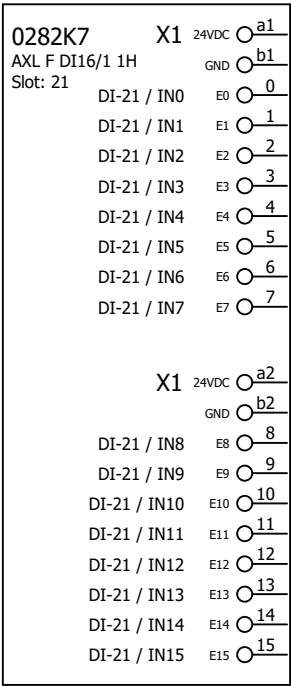 0282K7 X1 24VDC a1
AXL F DI16/1 1H GND b1
Slot: 21
DI-21 / IN0 E0 0
DI-21 / IN1 E1 1
DI-21 / IN2 E2 2
DI-21 / IN3 E3 3
DI-21 / IN4 E4 4
DI-21 / IN5 E5 5
DI-21 / IN6 E6 6
DI-21 / IN7 E7 7
X1 24VDC a2
GND b2
DI-21 / IN8 E8 8
DI-21 / IN9 E9 9
DI-21 / IN10 E10 10
DI-21 / IN11 E11 11
DI-21 / IN12 E12 12
DI-21 / IN13 E13 13
DI-21 / IN14 E14 14
DI-21 / IN15 E15 15